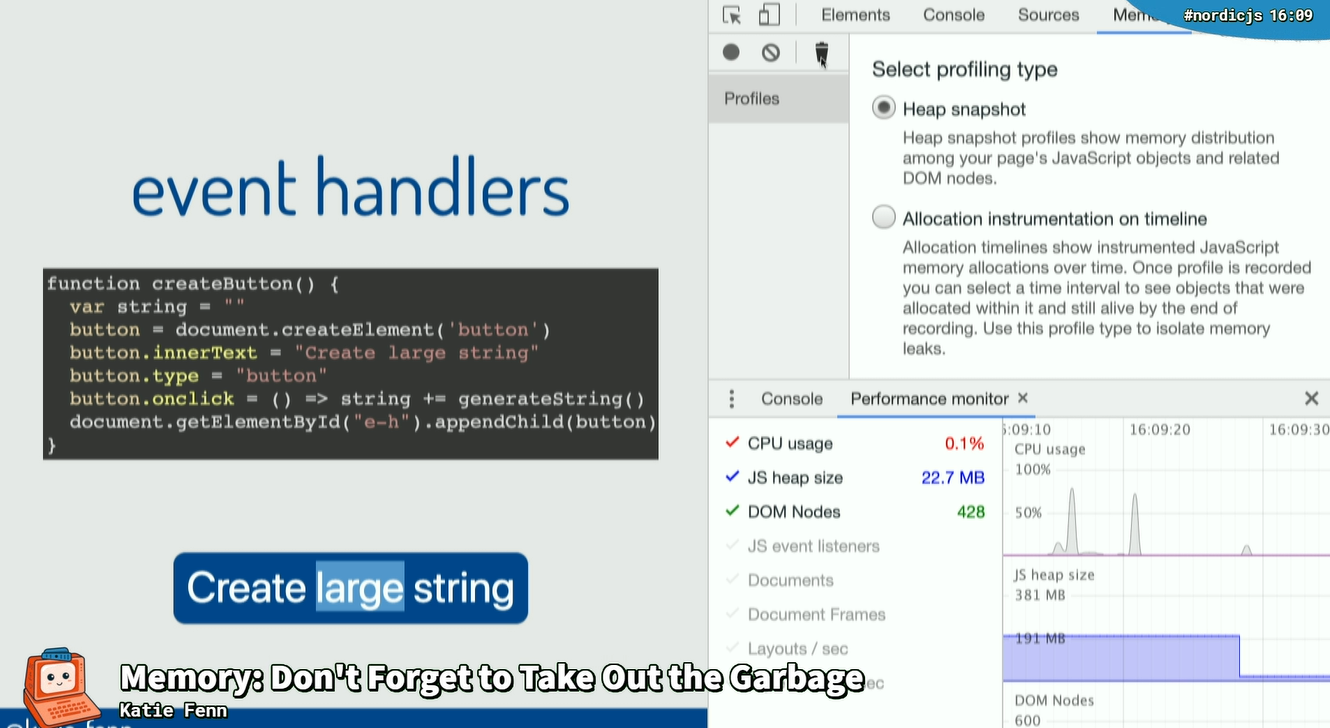 Elements Console Sources
#nordicjs 16:09
Profiles
Select profiling type
Heap snapshot
Heap snapshot profiles show memory distribution
among your page's JavaScript objects and related
DOM nodes.
Allocation instrumentation on timeline
Allocation timelines show instrumented JavaScript
memory allocations over time. Once profile is recorded
you can select a time interval to see objects that were
allocated within it and still alive by the end of
recording. Use this profile type to isolate memory
leaks.
event handlers
function createButton() {
var string = ""
button = document.createElement('button')
button.innerText = "Create large string"
button.type = "button"
button.onclick = () => string += generateString()
document.getElementById("e-h").appendChild(button)
}
Create large string
Console Performance monitor ×
CPU usage 0.1%
JS heap size 22.7 MB
DOM Nodes 428
JS event listeners
Documents
Document Frames
Layouts / sec
:09:10 16:09:20 16:09:30
CPU usage
100%
50%
JS heap size
381 MB
191 MB
DOM Nodes
600
Memory: Don't Forget to Take Out the Garbage
Katie Fenn